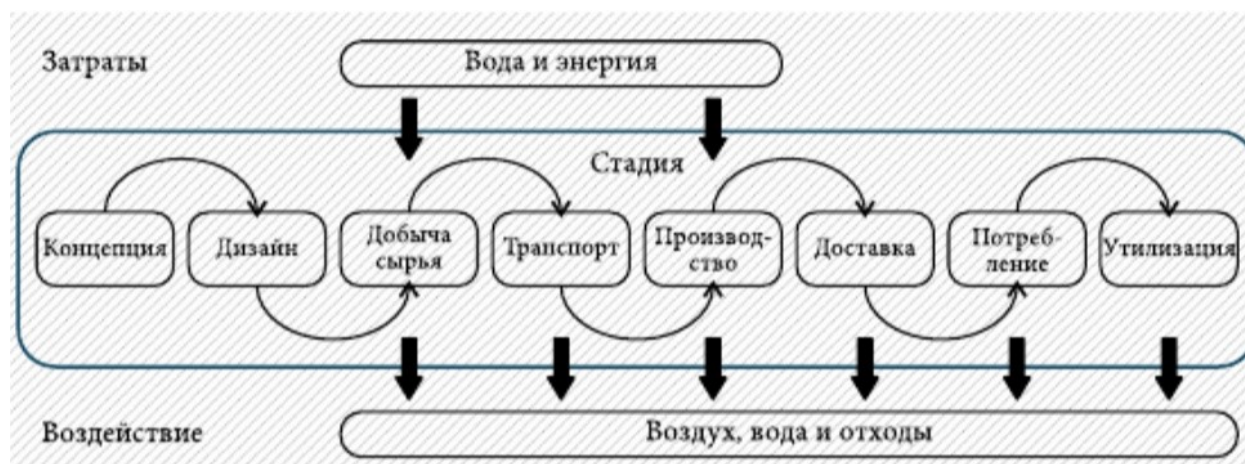 Затраты
Вода и энергия
Стадия
Концепция
Дизайн
Добыча
сырья
Транспорт
Производ-
ство
Доставка
Потреб-
ление
Утилизация
Воздействие
Воздух, вода и отходы